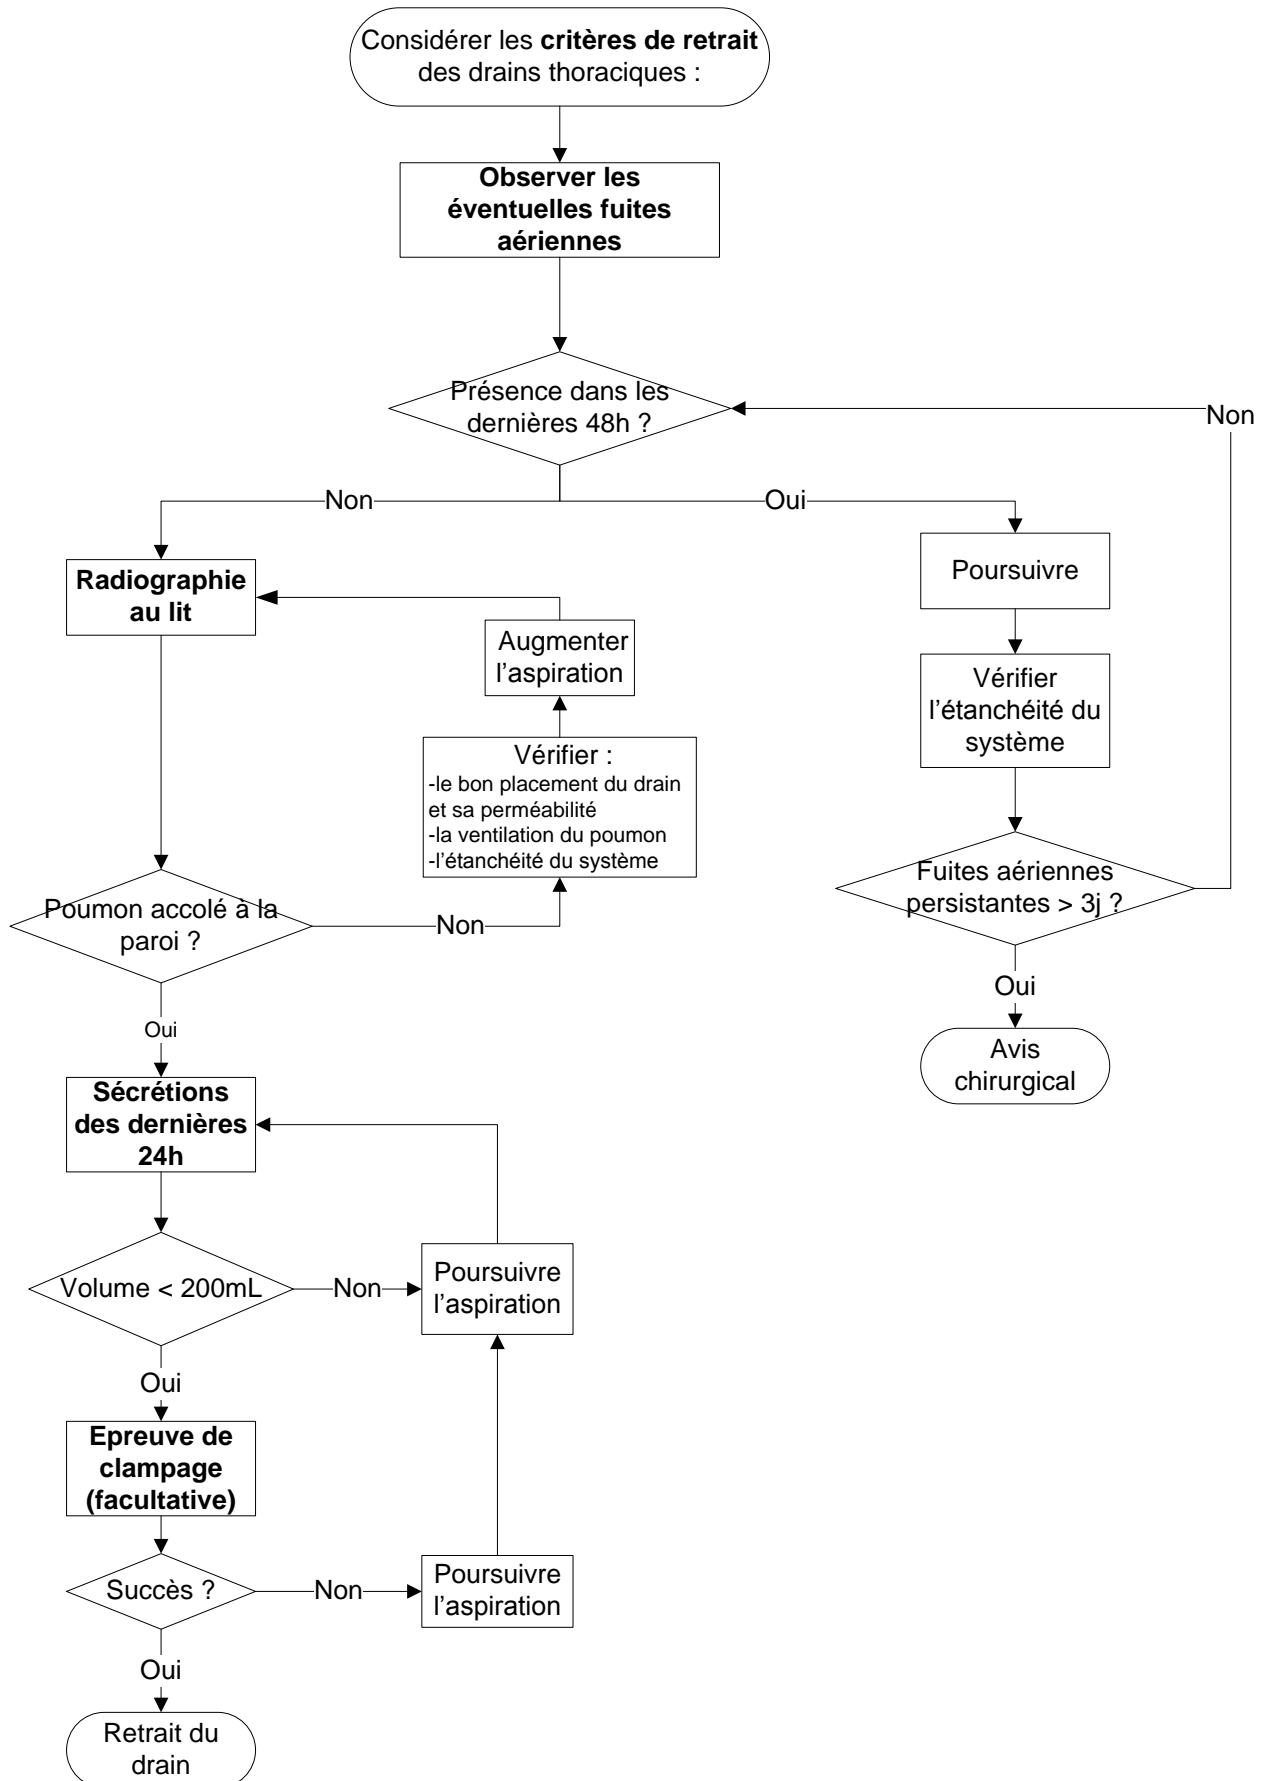 Considérer les critères de retrait
des drains thoraciques :
Observer les
éventuelles fuites
aériennes
Présence dans les
dernières 48h ?
Non
Non
Oui
Radiographie
au lit
Poursuivre
Augmenter
l’aspiration
Vérifier
l’étanchéité du
système
Vérifier :
-le bon placement du drain
et sa perméabilité
-la ventilation du poumon
-l’étanchéité du système
Fuites aériennes
persistantes > 3j ?
Poumon accolé à la
paroi ?
Non
Oui
Oui
Avis
chirurgical
Sécrétions
des dernières
24h
Volume < 200mL
Non
Poursuivre
l’aspiration
Oui
Epreuve de
clampage
(facultative)
Succès ?
Non
Poursuivre
l’aspiration
Oui
Retrait du
drain